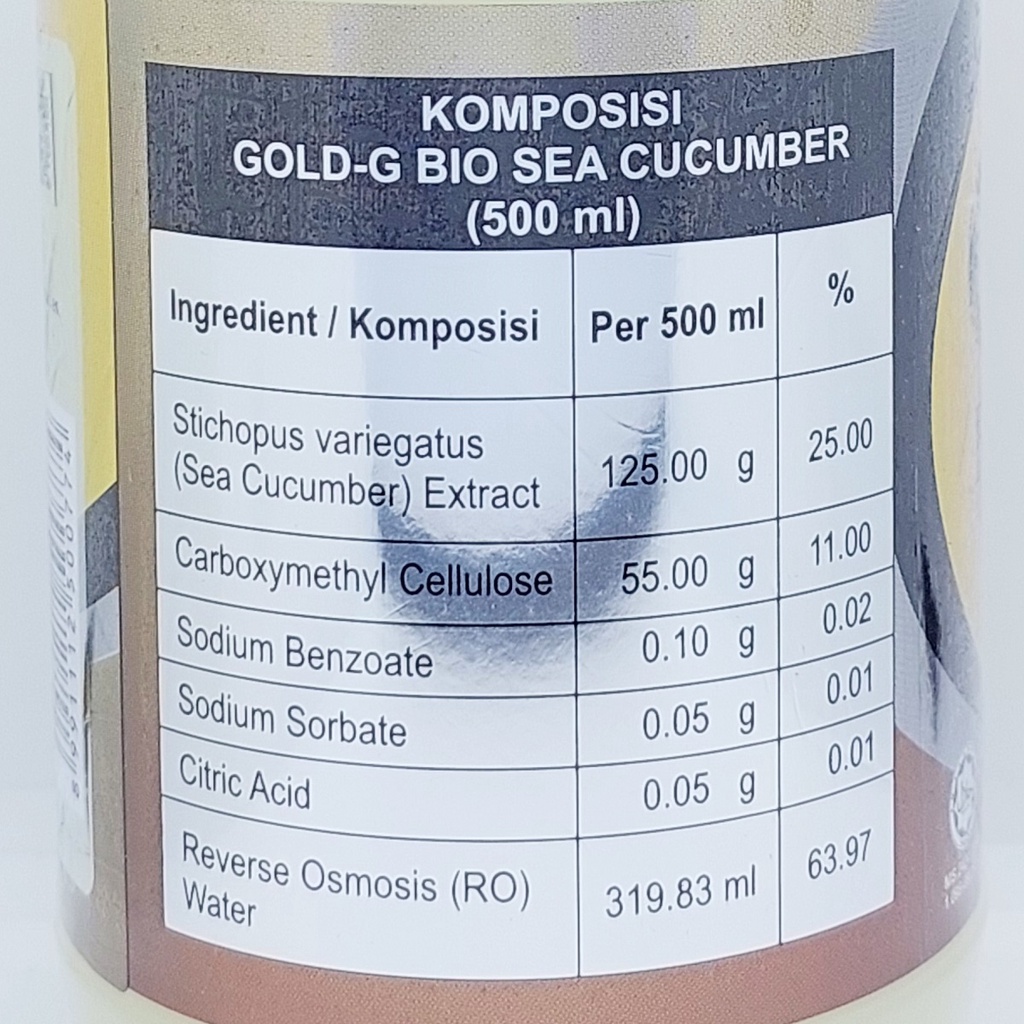 KOMPOSISI
GOLD-G BIO SEA CUCUMBER
(500 ml)
Ingredient / Komposisi Per 500 ml %
Stichopus variegatus
(Sea Cucumber) Extract 125.00 g 25.00
Carboxymethyl Cellulose 55.00 g 11.00
Sodium Benzoate 0.10 g 0.02
Sodium Sorbate 0.05 g 0.01
Citric Acid 0.05 g 0.01
Reverse Osmosis (RO)
Water 319.83 ml 63.97